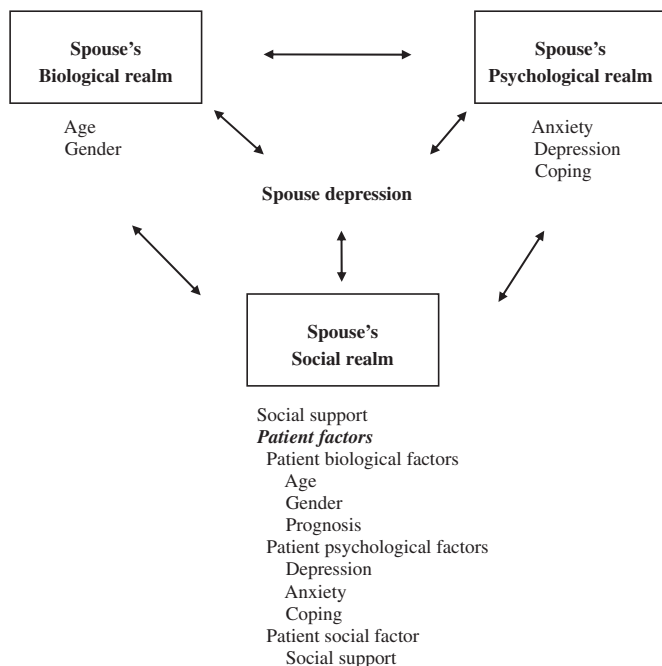 Spouse's
Biological realm
Spouse's
Psychological realm
Age
Gender
Anxiety
Depression
Coping
Spouse depression
Spouse's
Social realm
Social support
Patient factors
Patient biological factors
Age
Gender
Prognosis
Patient psychological factors
Depression
Anxiety
Coping
Patient social factor
Social support